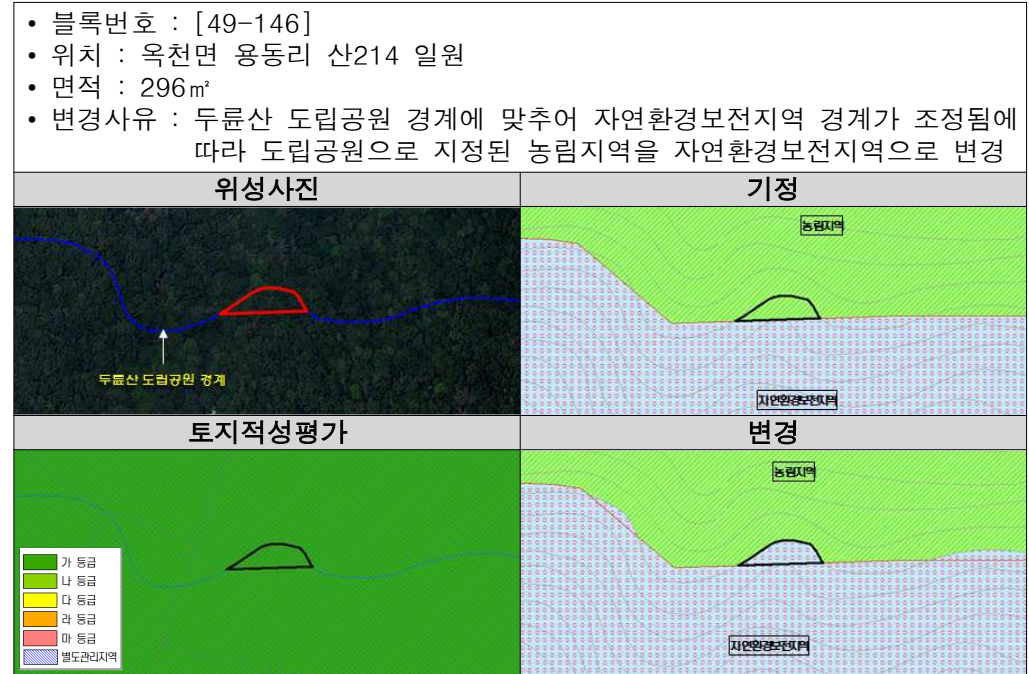 • 블록번호 : [49-146]
• 위치 : 옥천면 용동리 산214 일원
• 면적 : 296㎡
• 변경사유 : 두륜산 도립공원 경계에 맞추어 자연환경보전지역 경계가 조정됨에
따라 도립공원으로 지정된 농림지역을 자연환경보전지역으로 변경
위성사진
기정
두륜산 도립공원 경계
농림지역
자연환경보전지역
토지적성평가
변경
가 등급
나 등급
다 등급
라 등급
마 등급
별도관리지역
농림지역
자연환경보전지역